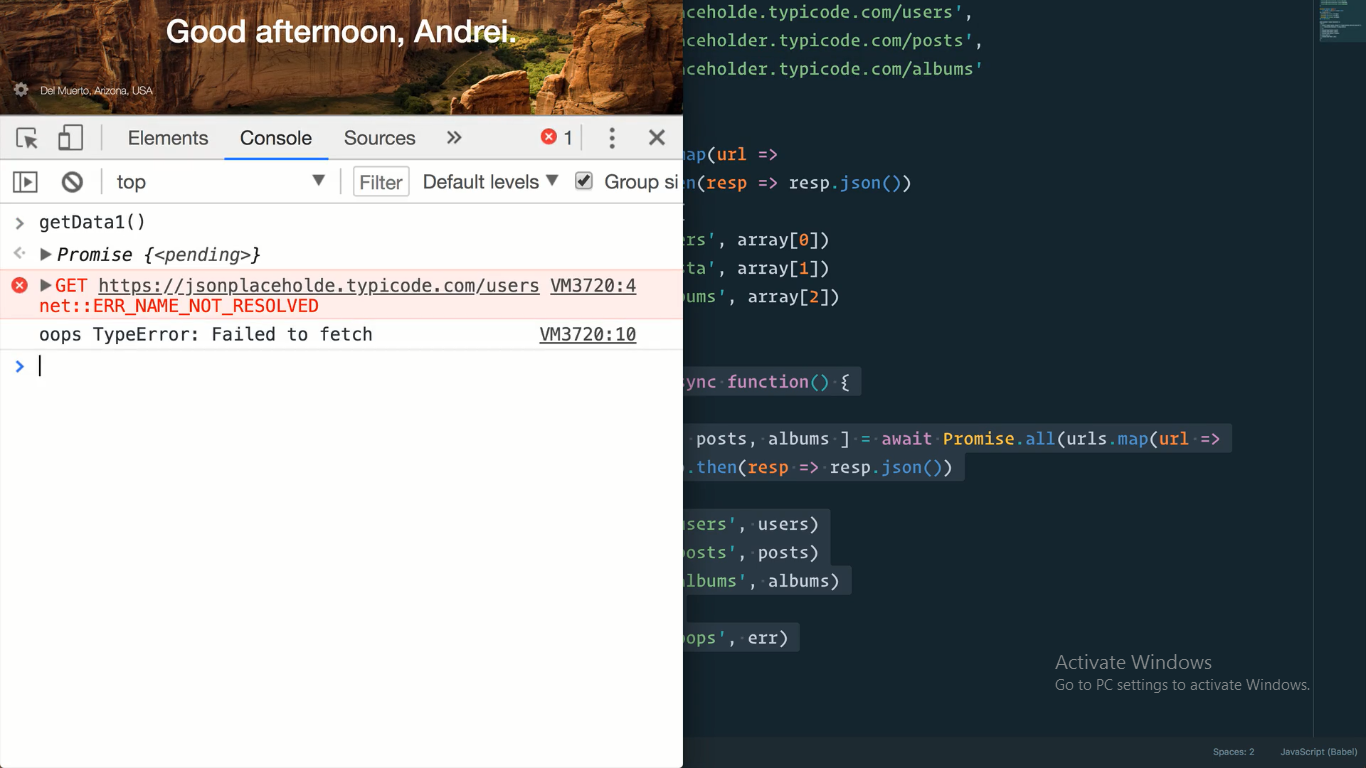 Good afternoon, Andrei.
Del Muerto, Arizona, USA
Elements Console Sources » 1
top Filter Default levels Group si
getData1()
Promise {<pending>}
GET https://jsonplaceholde.typicode.com/users VM3720:4
net::ERR_NAME_NOT_RESOLVED
oops TypeError: Failed to fetch VM3720:10
aceholde.typicode.com/users',
ceholder.typicode.com/posts',
ceholder.typicode.com/albums'
ap(url =>
n(resp => resp.json())
rs', array[0])
ta', array[1])
ums', array[2])
ync function() {
posts, albums ] = await Promise.all(urls.map(url =>
.then(resp => resp.json())
sers', users)
osts', posts)
lbums', albums)
ops', err)
Activate Windows
Go to PC settings to activate Windows.
Spaces: 2 JavaScript (Babel)